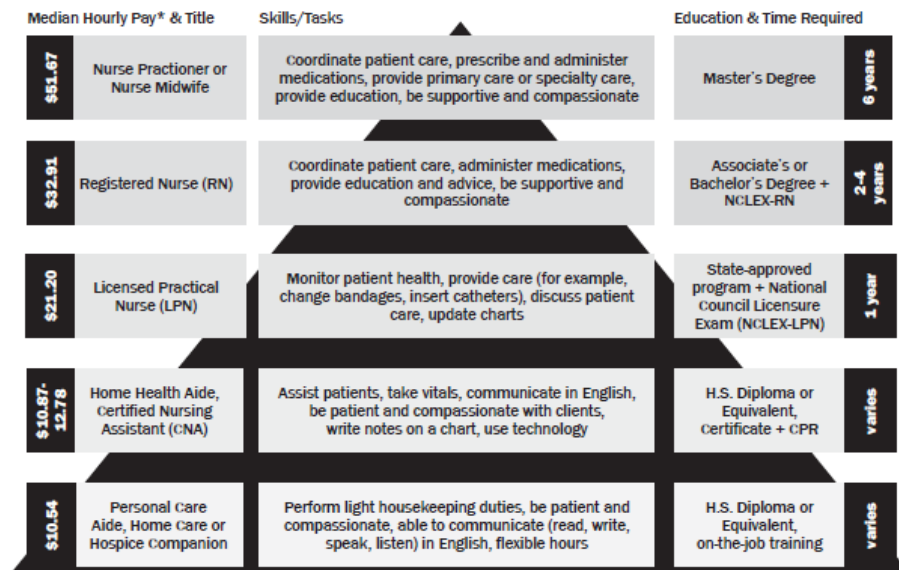 Median Hourly Pay* & Title
Skills/Tasks
Education & Time Required
$51.67
Nurse Practioner or
Nurse Midwife
Coordinate patient care, prescribe and administer
medications, provide primary care or specialty care,
provide education, be supportive and compassionate
Master's Degree
6 years
$32.91
Registered Nurse (RN)
Coordinate patient care, administer medications,
provide education and advice, be supportive and
compassionate
Associate's or
Bachelor's Degree +
NCLEX-RN
2-4
years
$21.20
Licensed Practical
Nurse (LPN)
Monitor patient health, provide care (for example,
change bandages, insert catheters), discuss patient
care, update charts
State-approved
program + National
Council Licensure
Exam (NCLEX-LPN)
1 year
$10.87-
12.78
Home Health Aide,
Certified Nursing
Assistant (CNA)
Assist patients, take vitals, communicate in English,
be patient and compassionate with clients,
write notes on a chart, use technology
H.S. Diploma or
Equivalent,
Certificate + CPR
varies
$10.54
Personal Care
Aide, Home Care or
Hospice Companion
Perform light housekeeping duties, be patient and
compassionate, able to communicate (read, write,
speak, listen) in English, flexible hours
H.S. Diploma or
Equivalent,
on-the-job training
varies